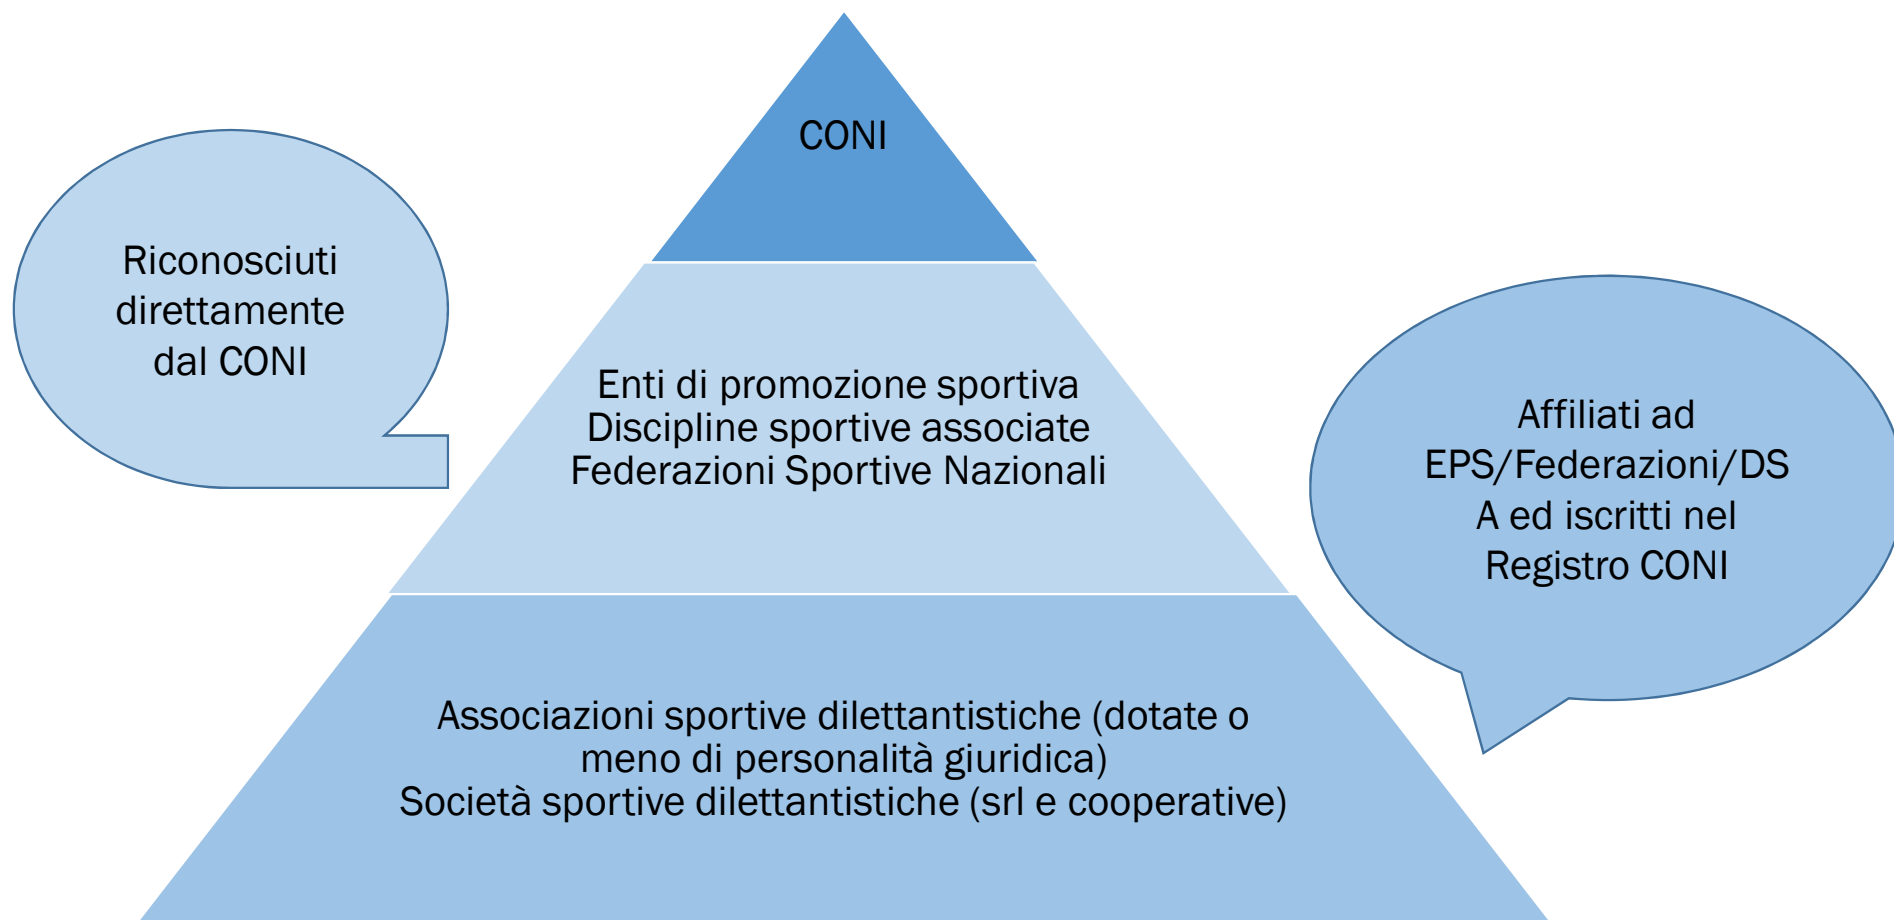 CONI
Riconosciuti
direttamente
dal CONI
Enti di promozione sportiva
Discipline sportive associate
Federazioni Sportive Nazionali
Affiliati ad
EPS/Federazioni/DS
A ed iscritti nel
Registro CONI
Associazioni sportive dilettantistiche (dotate o
meno di personalità giuridica)
Società sportive dilettantistiche (srl e cooperative)